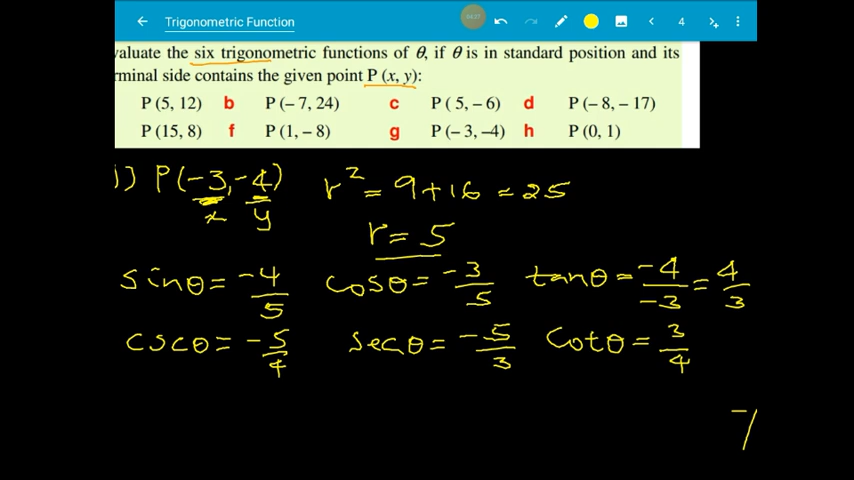 Trigonometric Function
4
valuate the six trigonometric functions of θ, if θ is in standard position and its
rminal side contains the given point P (x, y):
P (5, 12) b P (– 7, 24) c P ( 5, – 6) d P (– 8, – 17)
P (15, 8) f P (1, – 8) g P (– 3, –4) h P (0, 1)
1) P(-3,-4) r² = 9+16 = 25
x y
r = 5
sinθ = -4/5 cosθ = -3/5 tanθ = -4/-3 = 4/3
cscθ = -5/4 secθ = -5/3 cotθ = 3/4
7